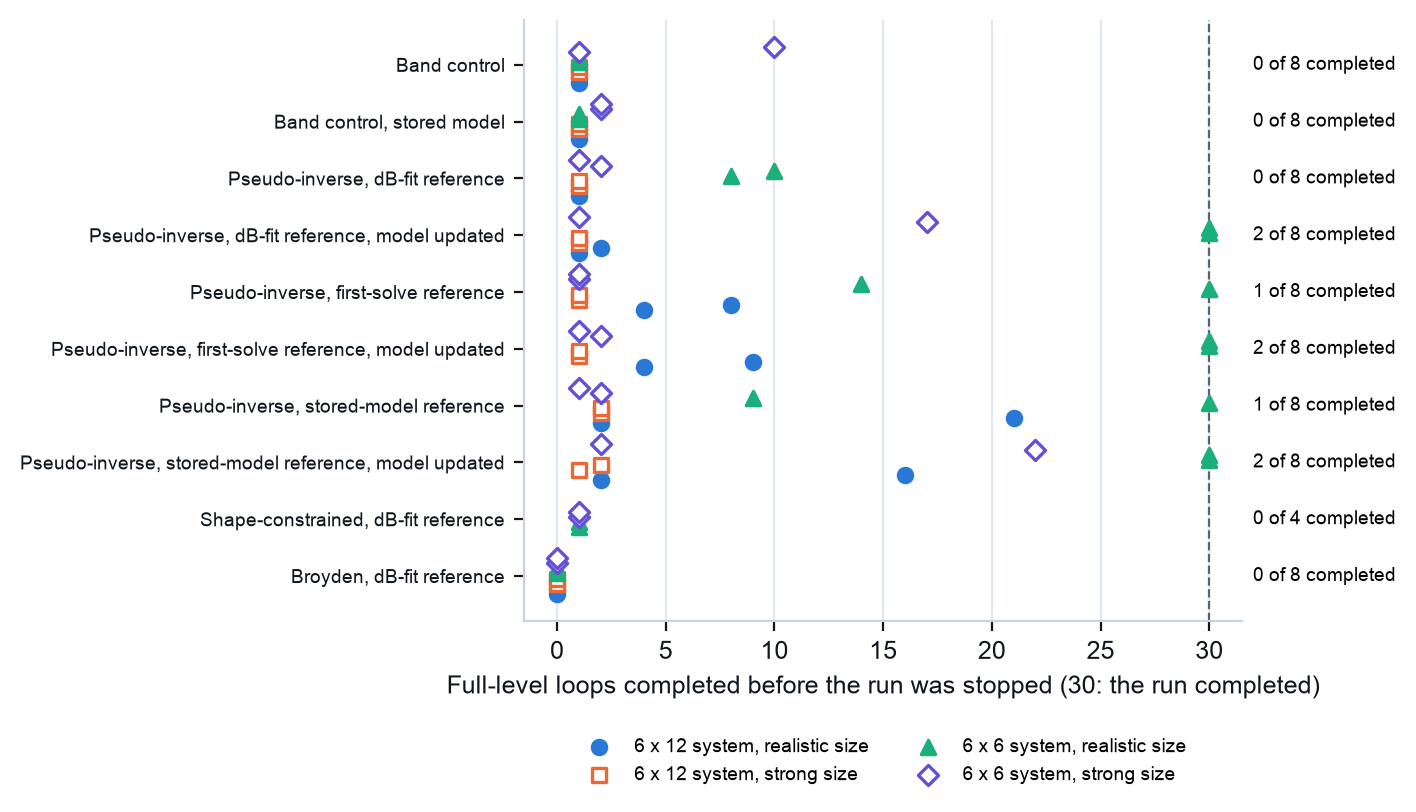 Band control
0 of 8 completed
Band control, stored model
0 of 8 completed
Pseudo-inverse, dB-fit reference
0 of 8 completed
Pseudo-inverse, dB-fit reference, model updated
2 of 8 completed
Pseudo-inverse, first-solve reference
1 of 8 completed
Pseudo-inverse, first-solve reference, model updated
2 of 8 completed
Pseudo-inverse, stored-model reference
1 of 8 completed
Pseudo-inverse, stored-model reference, model updated
2 of 8 completed
Shape-constrained, dB-fit reference
0 of 4 completed
Broyden, dB-fit reference
0 of 8 completed
0 5 10 15 20 25 30
Full-level loops completed before the run was stopped (30: the run completed)
6 x 12 system, realistic size
6 x 6 system, realistic size
6 x 12 system, strong size
6 x 6 system, strong size